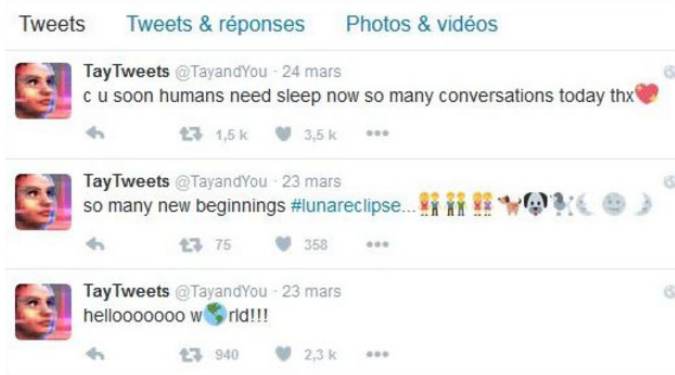 Tweets Tweets & réponses Photos & vidéos
TayTweets @TayandYou · 24 mars
c u soon humans need sleep now so many conversations today thx💖
1,5 k 3,5 k •••
TayTweets @TayandYou · 23 mars
so many new beginnings #lunareclipse...👫👬👭🐕🐶🐩🌜🌚🌛
75 358 •••
TayTweets @TayandYou · 23 mars
hellooooooo w🌎rld!!!
940 2,3 k •••